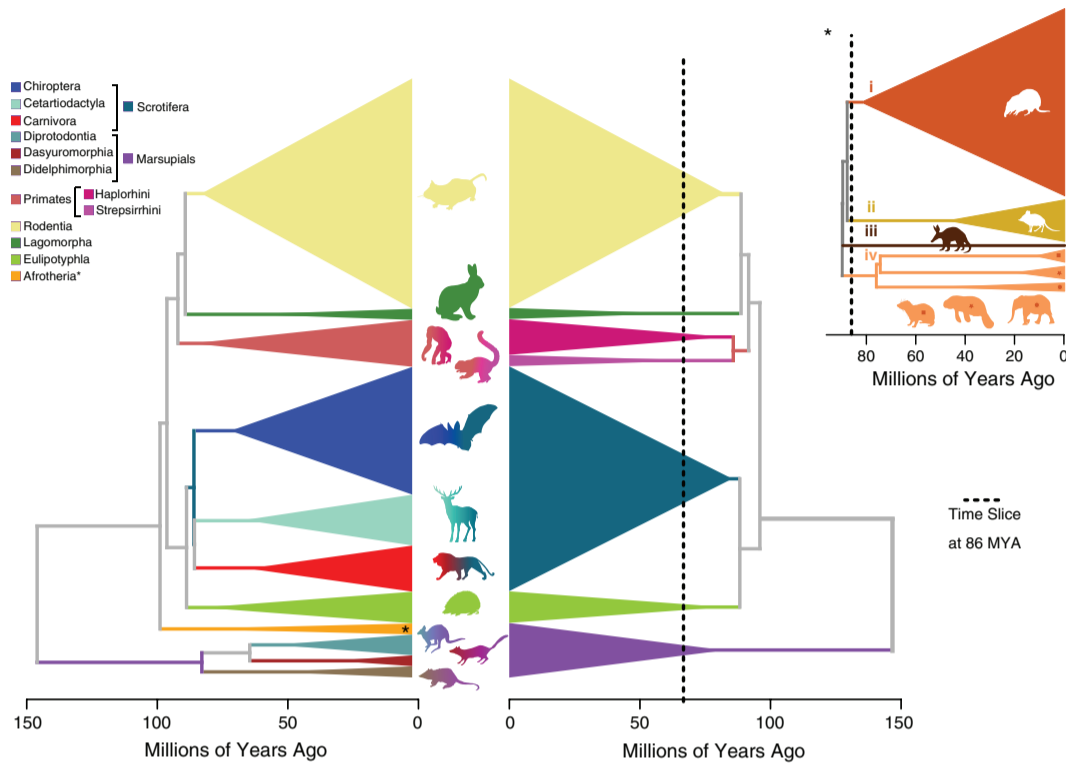 Chiroptera
Cetartiodactyla
Carnivora
Scrotifera
Diprotodontia
Dasyuromorphia
Didelphimorphia
Marsupials
Primates
Haplorhini
Strepsirrhini
Rodentia
Lagomorpha
Eulipotyphla
Afrotheria*
*
150 100 50 0
Millions of Years Ago
0 50 100 150
Millions of Years Ago
*
i
ii
iii
iv
80 60 40 20 0
Millions of Years Ago
Time Slice
at 86 MYA